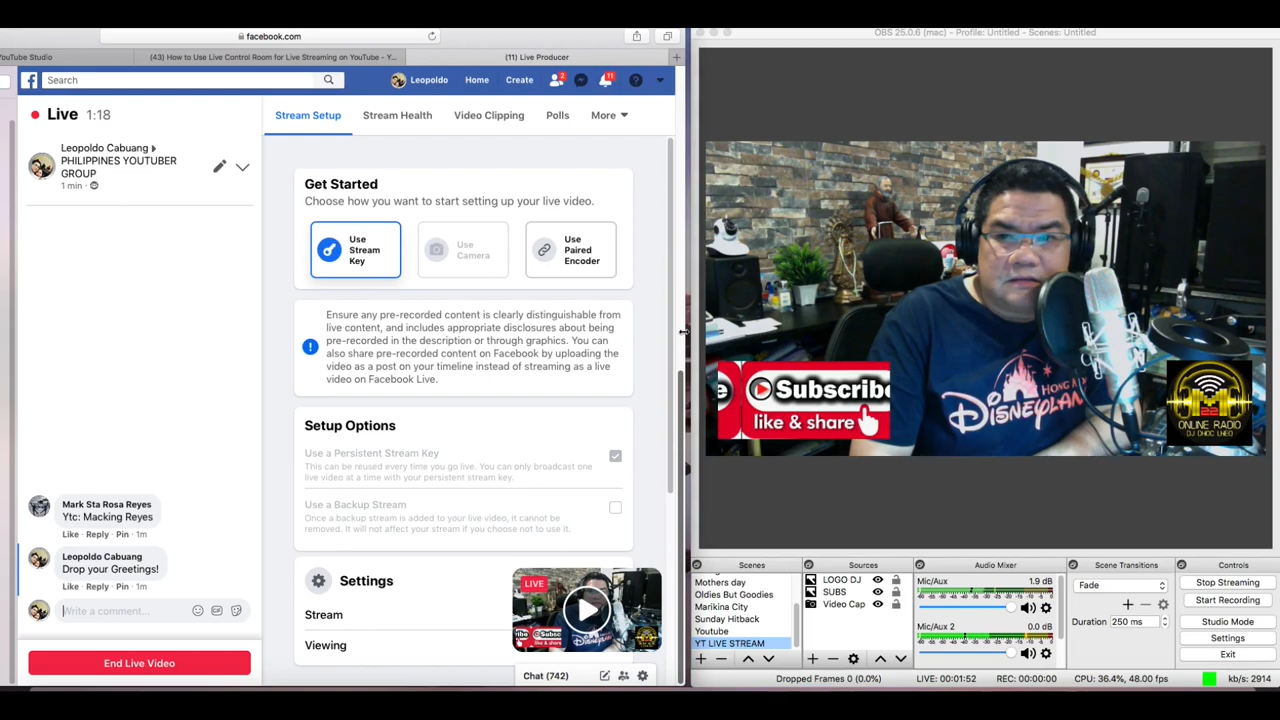 facebook.com
YouTube Studio
(43) How to Use Live Control Room for Live Streaming on YouTube - Y...
(11) Live Producer
Search
Leopoldo
Home
Create
2
11
Live 1:18
Leopoldo Cabuang
PHILIPPINES YOUTUBER
GROUP
1 min
Mark Sta Rosa Reyes
Ytc: Macking Reyes
Like · Reply · Pin · 1m
Leopoldo Cabuang
Drop your Greetings!
Like · Reply · Pin · 1m
Write a comment...
GIF
End Live Video
Stream Setup
Stream Health
Video Clipping
Polls
More
Get Started
Choose how you want to start setting up your live video.
Use
Stream
Key
Use
Camera
Use
Paired
Encoder
Ensure any pre-recorded content is clearly distinguishable from
live content, and includes appropriate disclosures about being
pre-recorded in the description or through graphics. You can
also share pre-recorded content on Facebook by uploading the
video as a post on your timeline instead of streaming as a live
video on Facebook Live.
Setup Options
Use a Persistent Stream Key
This can be reused every time you go live. You can only broadcast one
live video at a time with your persistent stream key.
Use a Backup Stream
Once a backup stream is added to your live video, it cannot be
removed. It will not affect your stream if you choose not to use it.
Settings
Stream
Viewing
LIVE
Chat (742)
OBS 25.0.6 (mac) - Profile: Untitled - Scenes: Untitled
e
Subscribe
like & share
HONG KONG
DISNEYLAND
M
22
ONLINE RADIO
DJ DHOC LHEO
Scenes
Mothers day
Oldies But Goodies
Marikina City
Sunday Hitback
Youtube
YT LIVE STREAM
Sources
LOGO DJ
SUBS
Video Cap
Audio Mixer
Mic/Aux
1.9 dB
Mic/Aux 2
0.0 dB
Scene Transitions
Fade
Duration 250 ms
Controls
Stop Streaming
Start Recording
Studio Mode
Settings
Exit
Dropped Frames 0 (0.0%)
LIVE: 00:01:52
REC: 00:00:00
CPU: 36.4%, 48.00 fps
kb/s: 2914